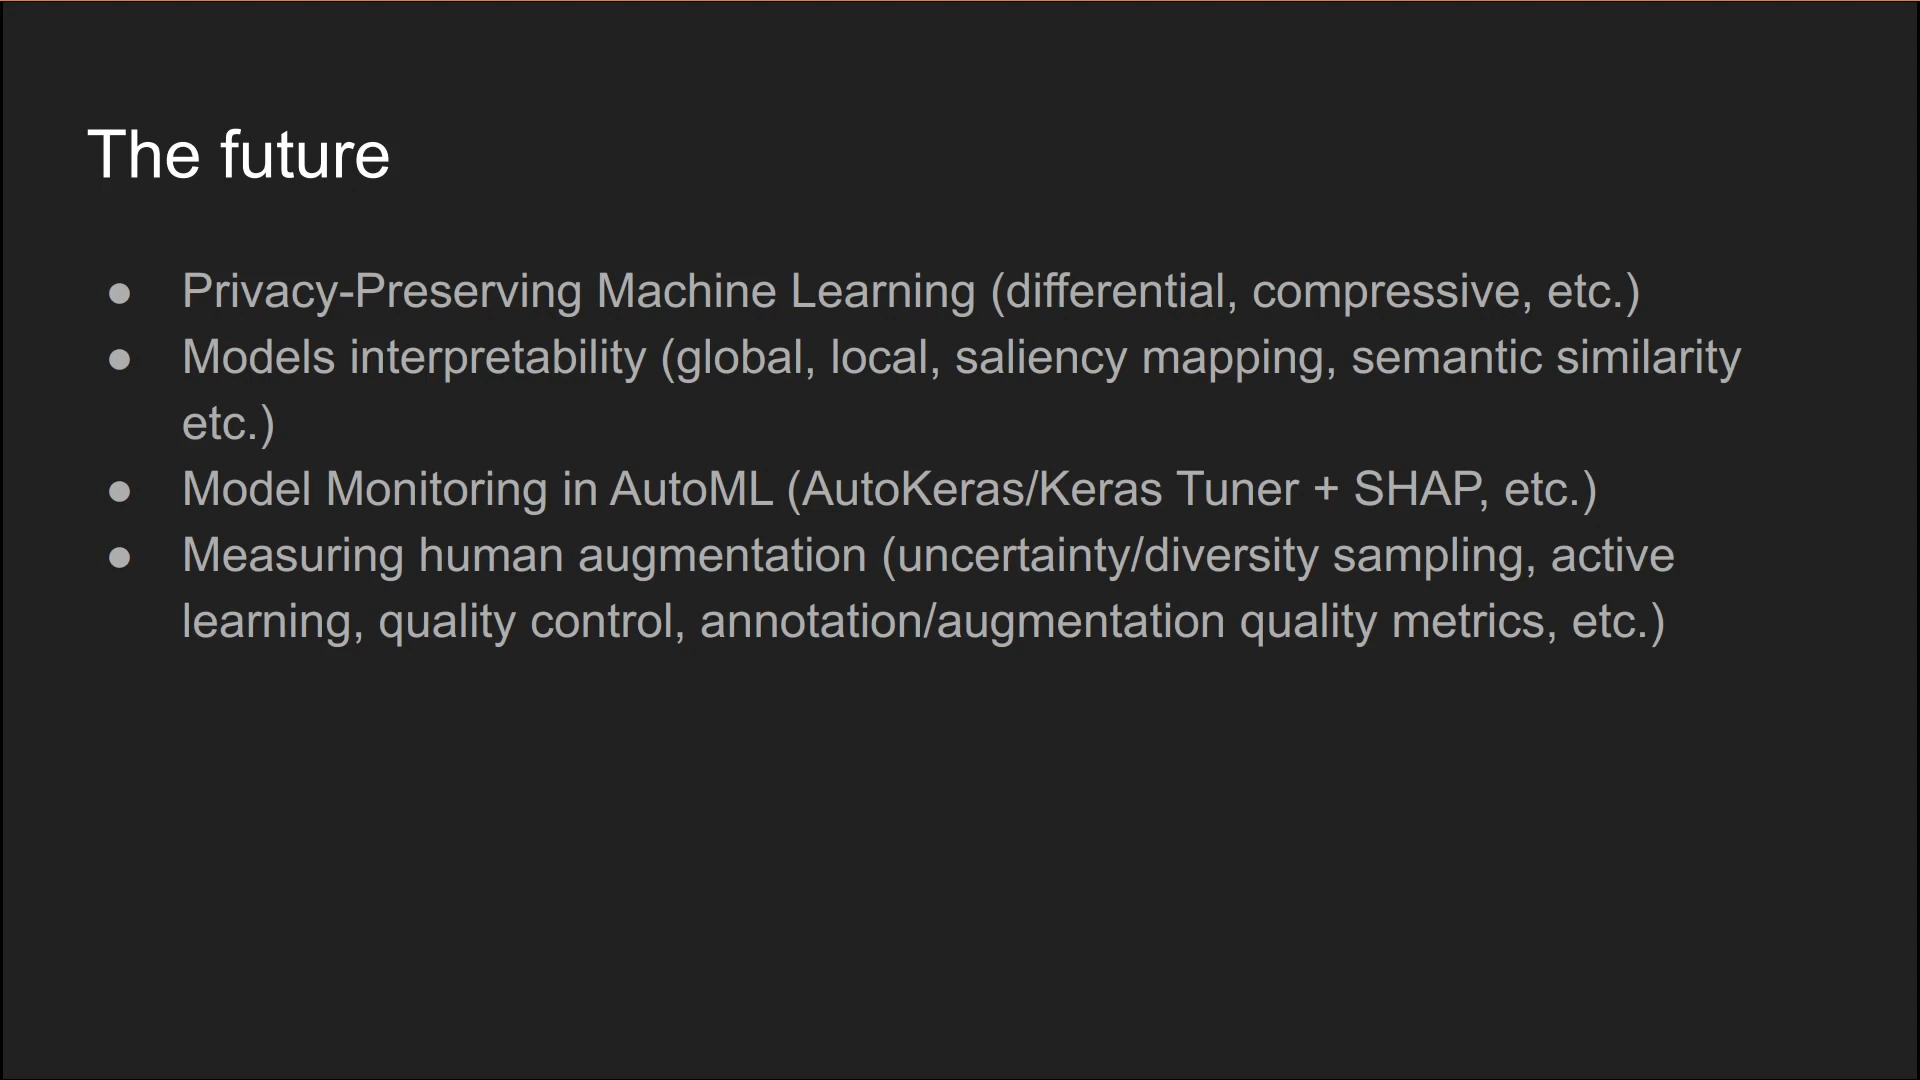 The future
● Privacy-Preserving Machine Learning (differential, compressive, etc.)
● Models interpretability (global, local, saliency mapping, semantic similarity
etc.)
● Model Monitoring in AutoML (AutoKeras/Keras Tuner + SHAP, etc.)
● Measuring human augmentation (uncertainty/diversity sampling, active
learning, quality control, annotation/augmentation quality metrics, etc.)